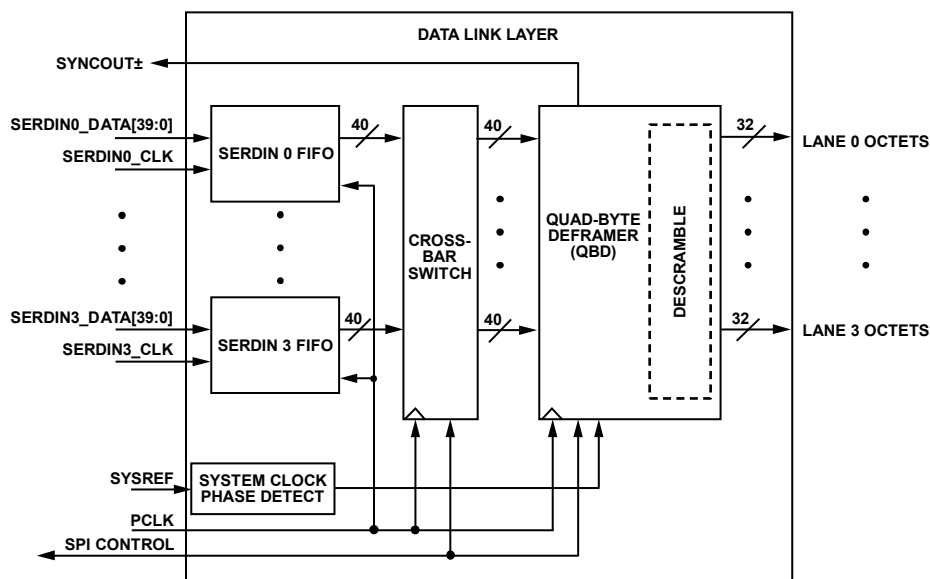 DATA LINK LAYER
SYNCOUT±
SERDIN0_DATA[39:0]
SERDIN0_CLK
SERDIN 0 FIFO
40
40
32
LANE 0 OCTETS
CROSS-
BAR
SWITCH
QUAD-BYTE
DEFRAMER
(QBD)
DESCRAMBLE
SERDIN3_DATA[39:0]
SERDIN3_CLK
SERDIN 3 FIFO
40
40
32
LANE 3 OCTETS
SYSREF
SYSTEM CLOCK
PHASE DETECT
PCLK
SPI CONTROL